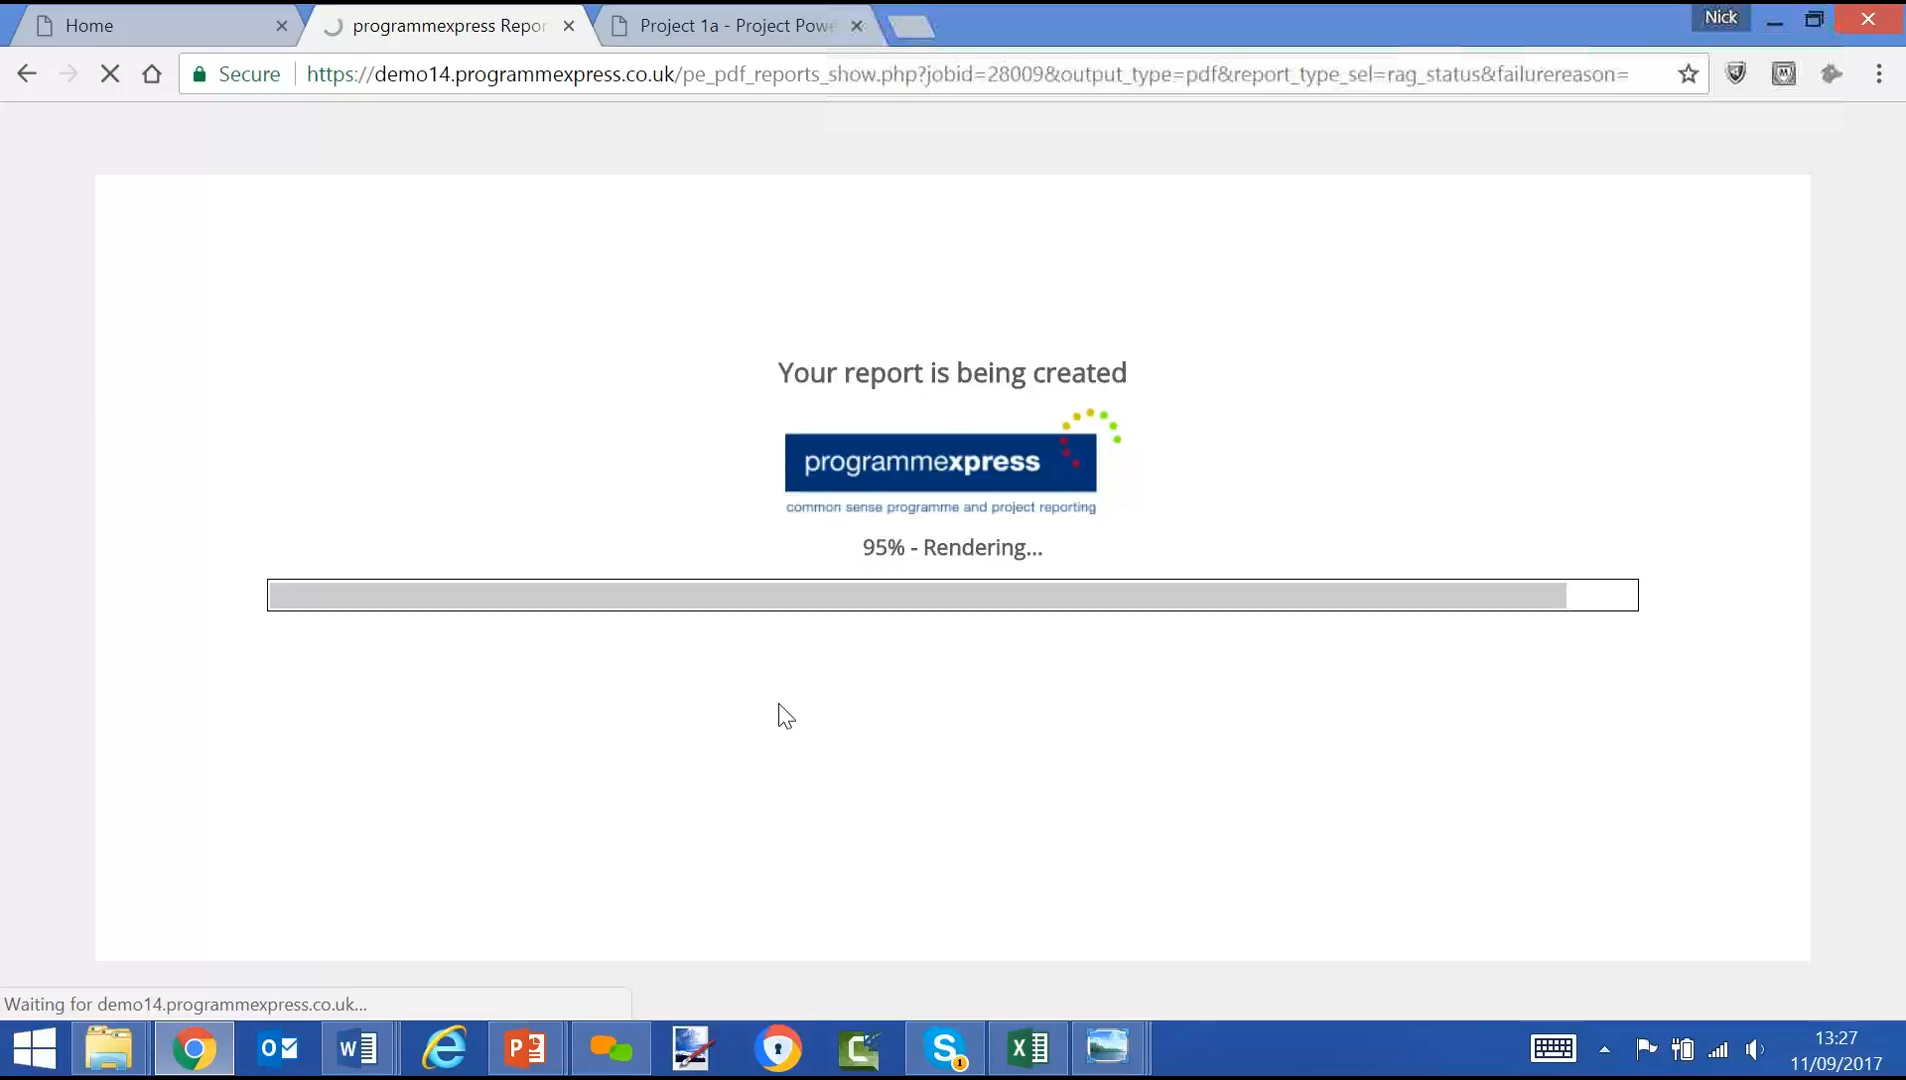 Home
programmexpress Repor
Project 1a - Project Powe
Nick
Secure
https://demo14.programmexpress.co.uk/pe_pdf_reports_show.php?jobid=28009&output_type=pdf&report_type_sel=rag_status&failurereason=
Your report is being created
programmexpress
common sense programme and project reporting
95% - Rendering...
Waiting for demo14.programmexpress.co.uk...
13:27
11/09/2017